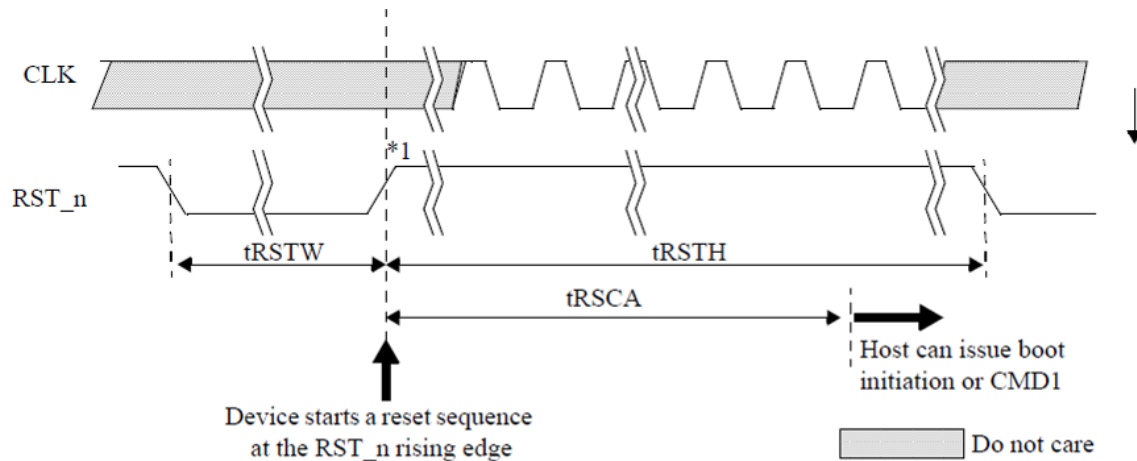 CLK
*1
RST_n
tRSTW
tRSTH
tRSCA
Host can issue boot
initiation or CMD1
Device starts a reset sequence
at the RST_n rising edge
Do not care